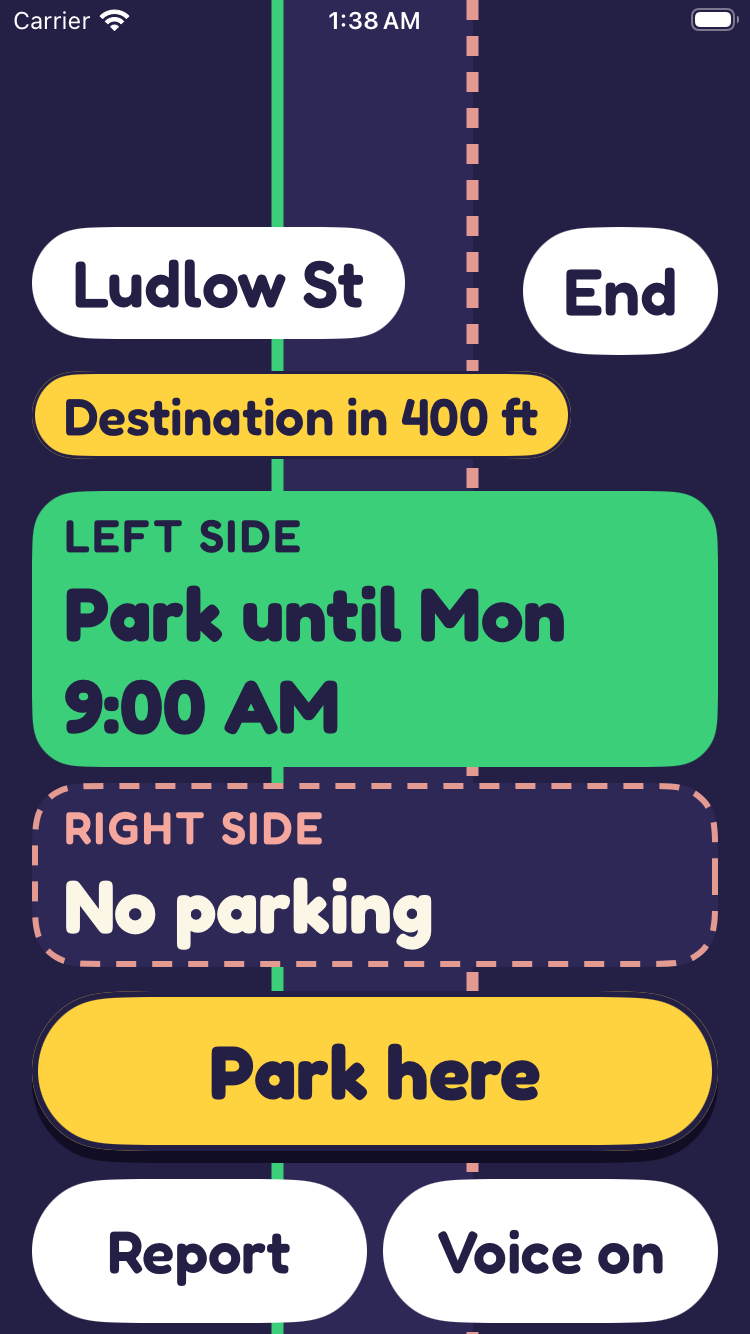 Carrier 1:38 AM
Ludlow St
End
Destination in 400 ft
LEFT SIDE
Park until Mon
9:00 AM
RIGHT SIDE
No parking
Park here
Report
Voice on